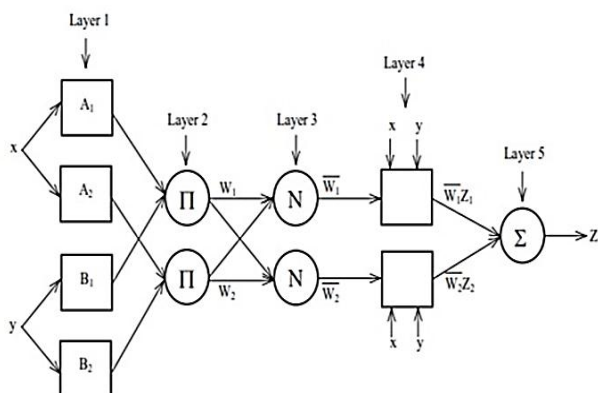 Layer 1
Layer 2
Layer 3
Layer 4
Layer 5
x
y
A₁
A₂
B₁
B₂
Π
Π
W₁
W₂
N
N
W̅₁
W̅₂
x y
x y
W̅₁Z₁
W̅₂Z₂
Σ
Z